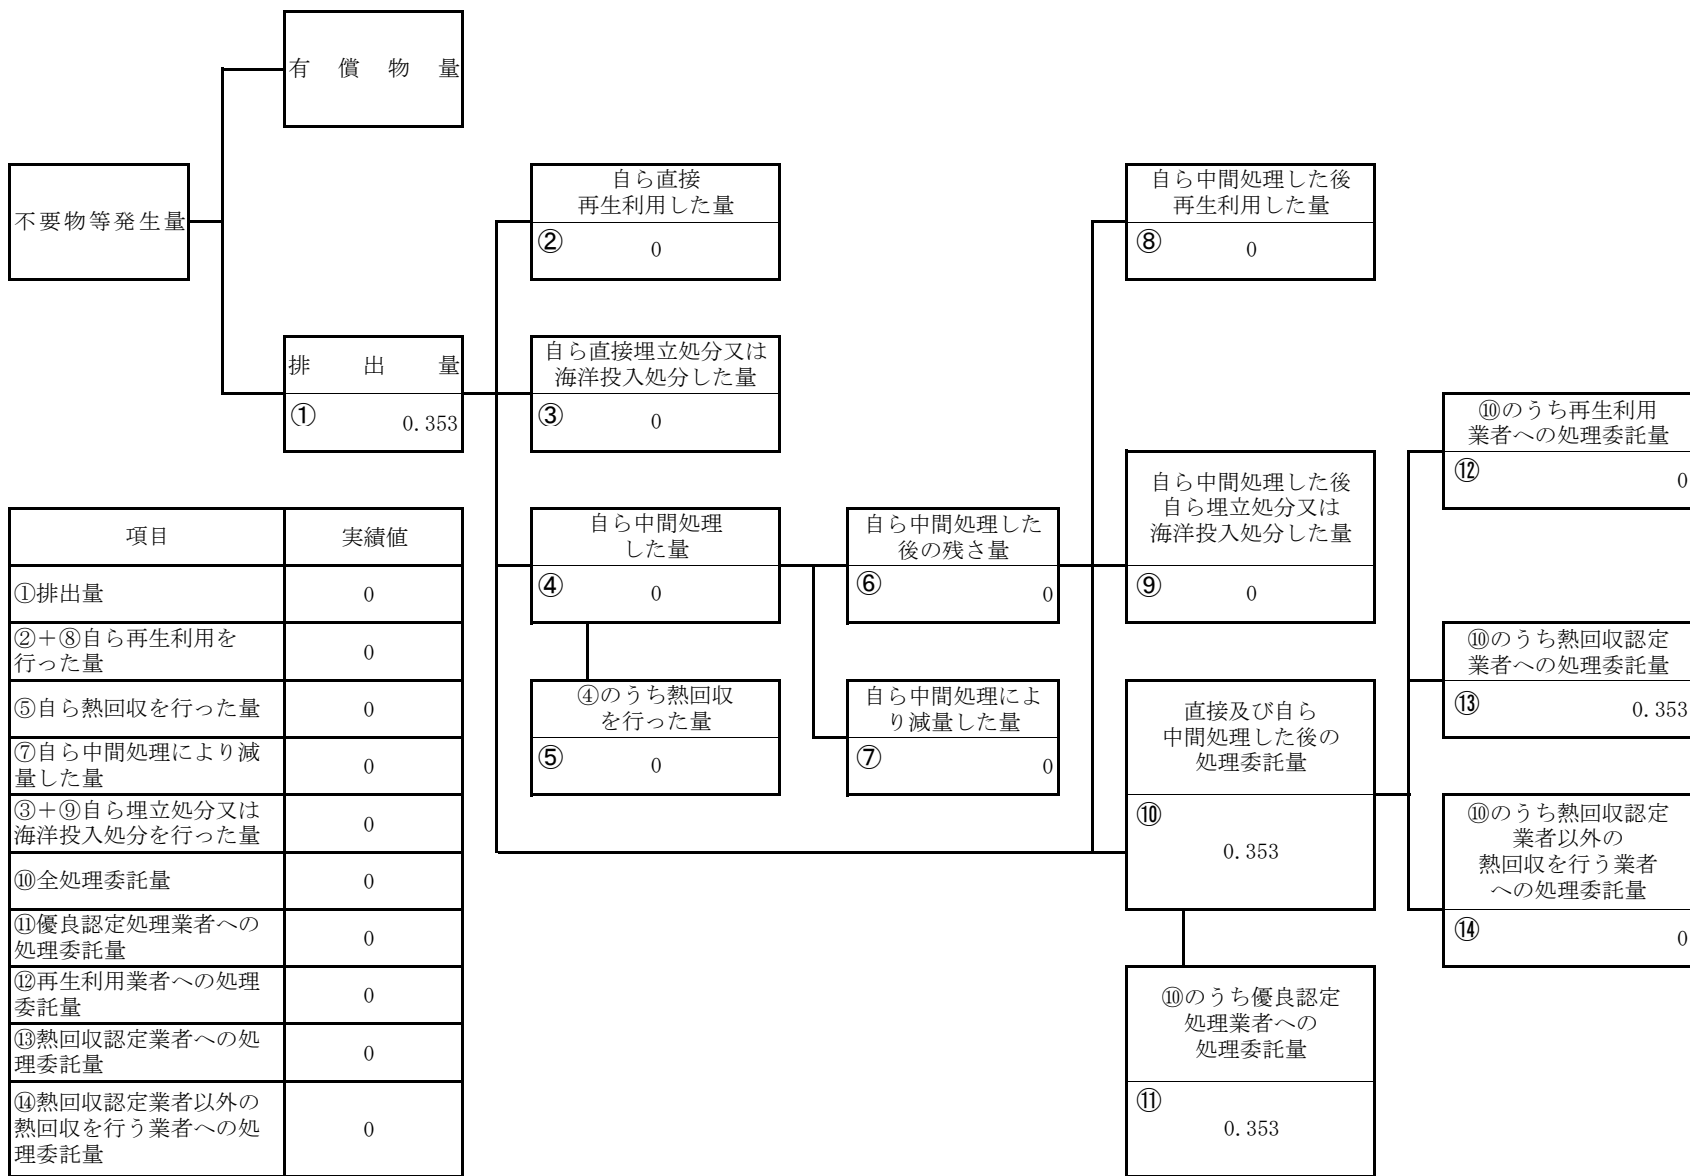 有償物量
不要物等発生量
排出量
①
0.353
自ら直接
再生利用した量
②
0
自ら直接埋立処分又は
海洋投入処分した量
③
0
自ら中間処理
した量
④
0
④のうち熱回収
を行った量
⑤
0
自ら中間処理した
後の残さ量
⑥
0
自ら中間処理によ
り減量した量
⑦
0
自ら中間処理した後
再生利用した量
⑧
0
自ら中間処理した後
自ら埋立処分又は
海洋投入処分した量
⑨
0
直接及び自ら
中間処理した後の
処理委託量
⑩
0.353
⑩のうち優良認定
処理業者への
処理委託量
⑪
0.353
⑩のうち再生利用
業者への処理委託量
⑫
0
⑩のうち熱回収認定
業者への処理委託量
⑬
0.353
⑩のうち熱回収認定
業者以外の
熱回収を行う業者
への処理委託量
⑭
0
項目 実績値
①排出量 0
②+⑧自ら再生利用を
行った量 0
⑤自ら熱回収を行った量 0
⑦自ら中間処理により減
量した量 0
③+⑨自ら埋立処分又は
海洋投入処分を行った量 0
⑩全処理委託量 0
⑪優良認定処理業者への
処理委託量 0
⑫再生利用業者への処理
委託量 0
⑬熱回収認定業者への処
理委託量 0
⑭熱回収認定業者以外の
熱回収を行う業者への処
理委託量 0